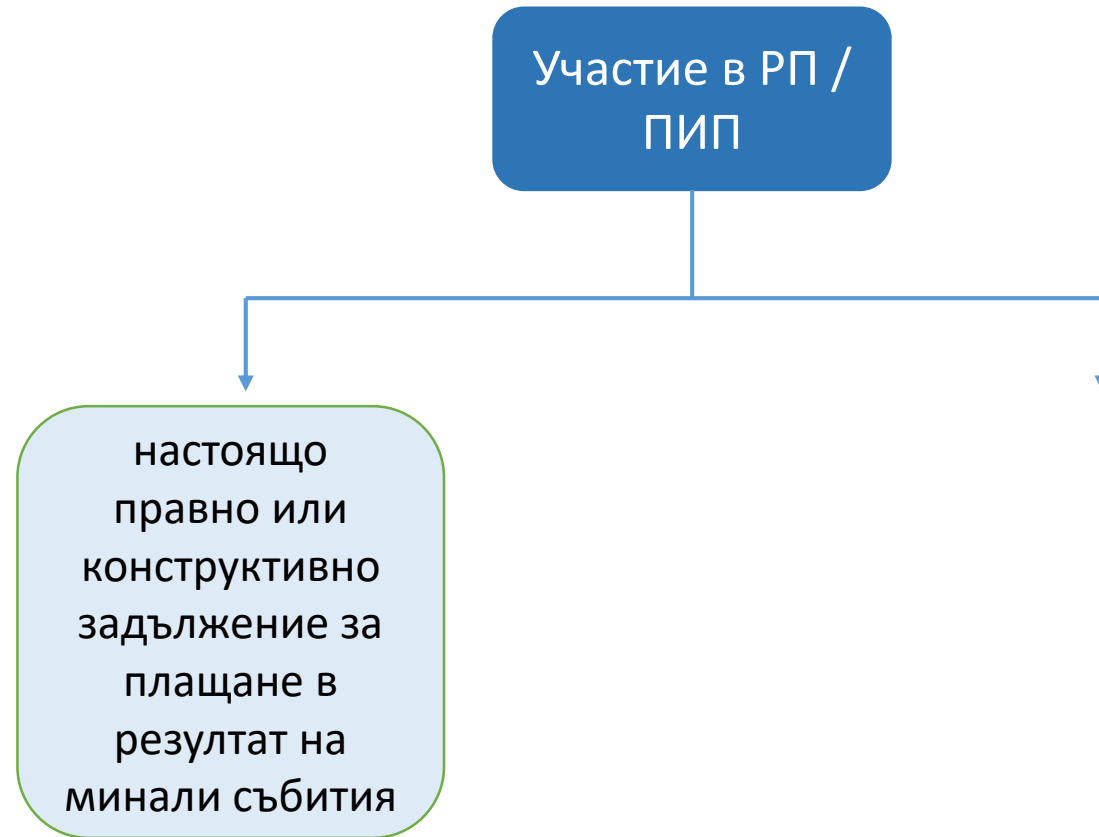 Участие в РП /
ПИП
настоящо
правно или
конструктивно
задължение за
плащане в
резултат на
минали събития